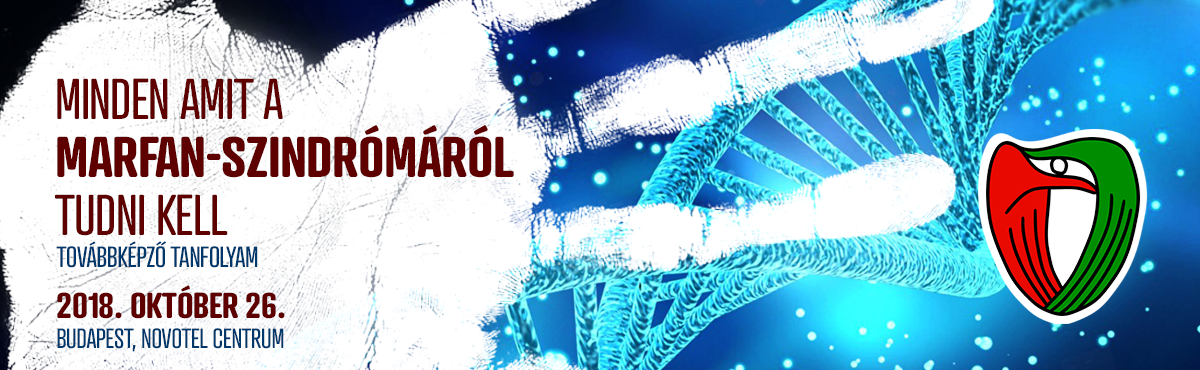 MINDEN AMIT A
MARFAN-SZINDRÓMÁRÓL
TUDNI KELL
TOVÁBBKÉPZŐ TANFOLYAM
2018. OKTÓBER 26.
BUDAPEST, NOVOTEL CENTRUM